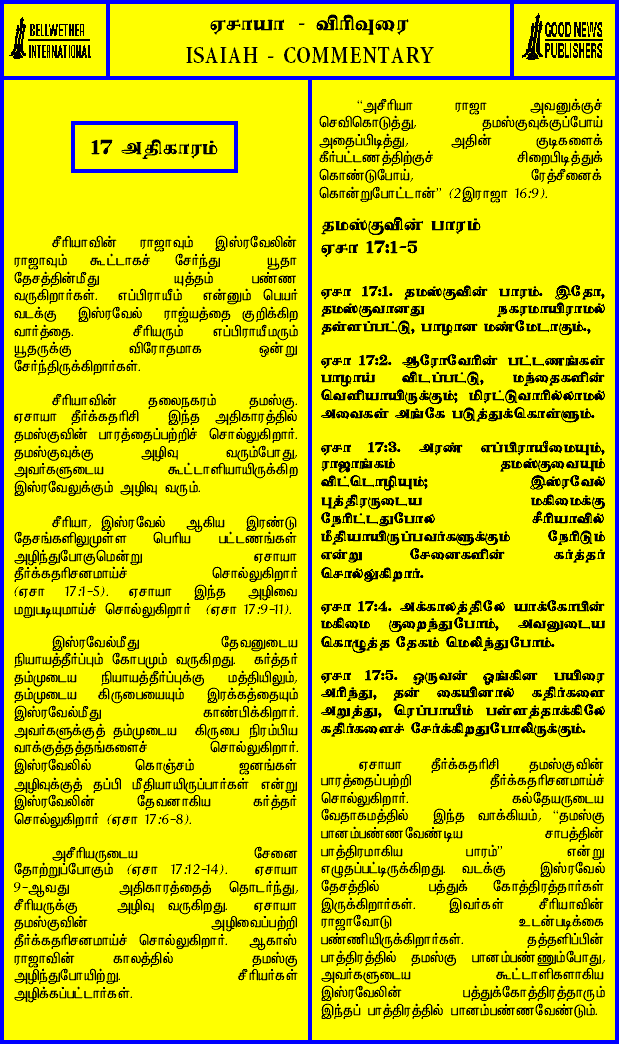 BELLWETHER
INTERNATIONAL
ஏசாயா - விரிவுரை
ISAIAH - COMMENTARY
GOOD NEWS
PUBLISHERS
17 அதிகாரம்
சீரியாவின் ராஜாவும் இஸ்ரவேலின்
ராஜாவும் கூட்டாகச் சேர்ந்து யூதா
தேசத்தின்மீது யுத்தம் பண்ண
வருகிறார்கள். எப்பிராயீம் என்னும் பெயர்
வடக்கு இஸ்ரவேல் ராஜ்யத்தை குறிக்கிற
வார்த்தை. சீரியரும் எப்பிராயீமரும்
யூதருக்கு விரோதமாக ஒன்று
சேர்ந்திருக்கிறார்கள்.
சீரியாவின் தலைநகரம் தமஸ்கு.
ஏசாயா தீர்க்கதரிசி இந்த அதிகாரத்தில்
தமஸ்குவின் பாரத்தைப்பற்றிச் சொல்லுகிறார்.
தமஸ்குவுக்கு அழிவு வரும்போது,
அவர்களுடைய கூட்டாளியாயிருக்கிற
இஸ்ரவேலுக்கும் அழிவு வரும்.
சீரியா, இஸ்ரவேல் ஆகிய இரண்டு
தேசங்களிலுமுள்ள பெரிய பட்டணங்கள்
அழிந்துபோகுமென்று ஏசாயா
தீர்க்கதரிசனமாய்ச் சொல்லுகிறார்
(ஏசா 17:1-5). ஏசாயா இந்த அழிவை
மறுபடியுமாய்ச் சொல்லுகிறார் (ஏசா 17:9-11).
இஸ்ரவேல்மீது தேவனுடைய
நியாயத்தீர்ப்பும் கோபமும் வருகிறது. கர்த்தர்
தம்முடைய நியாயத்தீர்ப்புக்கு மத்தியிலும்,
தம்முடைய கிருபையையும் இரக்கத்தையும்
இஸ்ரவேல்மீது காண்பிக்கிறார்.
அவர்களுக்குத் தம்முடைய கிருபை நிரம்பிய
வாக்குத்தத்தங்களைச் சொல்லுகிறார்.
இஸ்ரவேலில் கொஞ்சம் ஜனங்கள்
அழிவுக்குத் தப்பி மீதியாயிருப்பார்கள் என்று
இஸ்ரவேலின் தேவனாகிய கர்த்தர்
சொல்லுகிறார் (ஏசா 17:6-8).
அசீரியருடைய சேனை
தோற்றுப்போகும் (ஏசா 17:12-14). ஏசாயா
9-ஆவது அதிகாரத்தைத் தொடர்ந்து,
சீரியருக்கு அழிவு வருகிறது. ஏசாயா
தமஸ்குவின் அழிவைப்பற்றி
தீர்க்கதரிசனமாய்ச் சொல்லுகிறார். ஆகாஸ்
ராஜாவின் காலத்தில் தமஸ்கு
அழிந்துபோயிற்று. சீரியர்கள்
அழிக்கப்பட்டார்கள்.
“அசீரியா ராஜா அவனுக்குச்
செவிகொடுத்து, தமஸ்குவுக்குப்போய்
அதைப்பிடித்து, அதின் குடிகளைக்
கீர்பட்டணத்திற்குச் சிறைபிடித்துக்
கொண்டுபோய், ரேத்சீனைக்
கொன்றுபோட்டான்” (2இராஜா 16:9).
தமஸ்குவின் பாரம்
ஏசா 17:1-5
ஏசா 17:1. தமஸ்குவின் பாரம். இதோ,
தமஸ்குவானது நகரமாயிராமல்
தள்ளப்பட்டு, பாழான மண்மேடாகும்.,
ஏசா 17:2. ஆரோவேரின் பட்டணங்கள்
பாழாய் விடப்பட்டு, மந்தைகளின்
வெளியாயிருக்கும்; மிரட்டுவாரில்லாமல்
அவைகள் அங்கே படுத்துக்கொள்ளும்.
ஏசா 17:3. அரண் எப்பிராயீமையும்,
ராஜாங்கம் தமஸ்குவையும்
விட்டொழியும்; இஸ்ரவேல்
புத்திரருடைய மகிமைக்கு
நேரிட்டதுபோல சீரியாவில்
மீதியாயிருப்பவர்களுக்கும் நேரிடும்
என்று சேனைகளின் கர்த்தர்
சொல்லுகிறார்.
ஏசா 17:4. அக்காலத்திலே யாக்கோபின்
மகிமை குறைந்துபோம், அவனுடைய
கொழுத்த தேகம் மெலிந்துபோம்.
ஏசா 17:5. ஒருவன் ஓங்கின பயிரை
அரிந்து, தன் கையினால் கதிர்களை
அறுத்து, ரெப்பாயீம் பள்ளத்தாக்கிலே
கதிர்களைச் சேர்க்கிறதுபோலிருக்கும்.
ஏசாயா தீர்க்கதரிசி தமஸ்குவின்
பாரத்தைப்பற்றி தீர்க்கதரிசனமாய்ச்
சொல்லுகிறார். கல்தேயருடைய
வேதாகமத்தில் இந்த வாக்கியம், “தமஸ்கு
பானம்பண்ணவேண்டிய சாபத்தின்
பாத்திரமாகிய பாரம்” என்று
எழுதப்பட்டிருக்கிறது. வடக்கு இஸ்ரவேல்
தேசத்தில் பத்துக் கோத்திரத்தார்கள்
இருக்கிறார்கள். இவர்கள் சீரியாவின்
ராஜாவோடு உடன்படிக்கை
பண்ணியிருக்கிறார்கள். தத்தளிப்பின்
பாத்திரத்தில் தமஸ்கு பானம்பண்ணும்போது,
அவர்களுடைய கூட்டாளிகளாகிய
இஸ்ரவேலின் பத்துக்கோத்திரத்தாரும்
இந்தப் பாத்திரத்தில் பானம்பண்ணவேண்டும்.